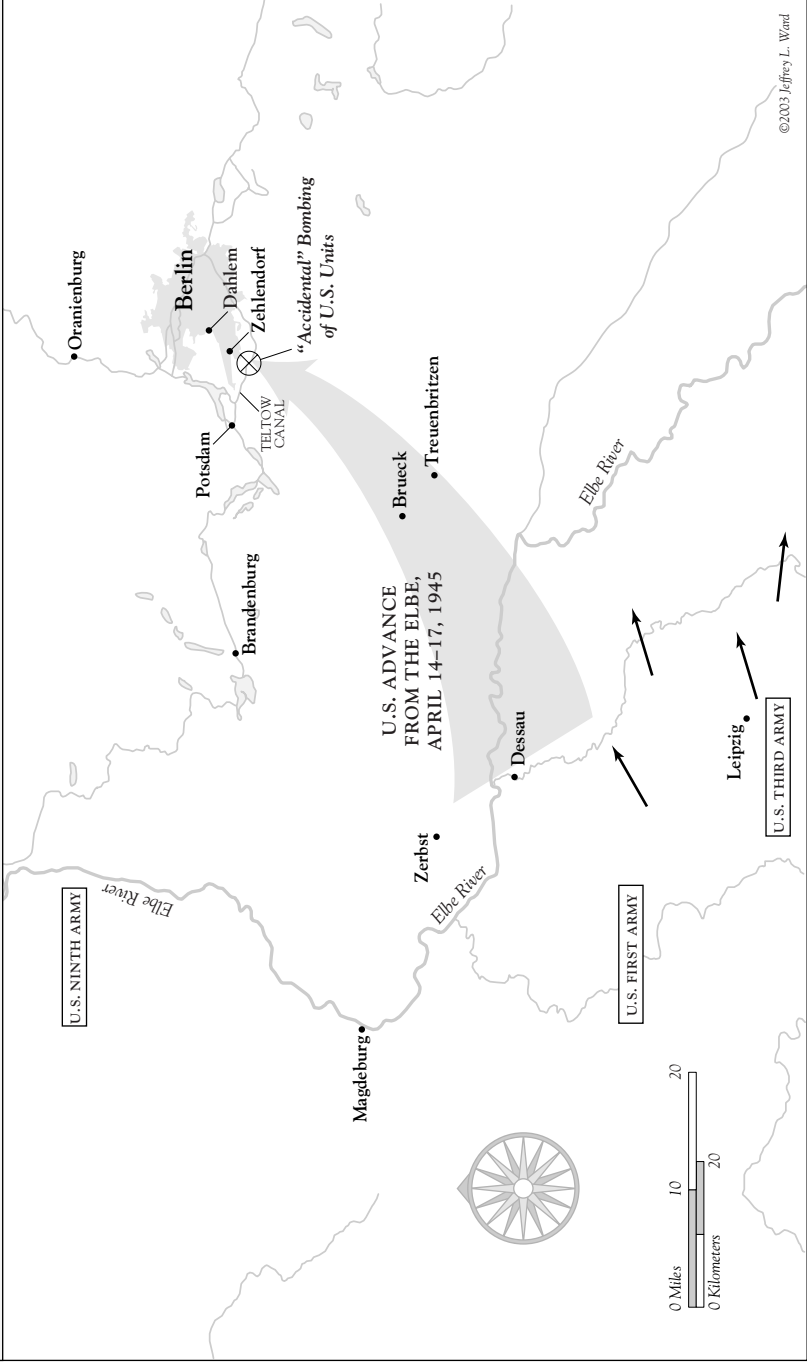 Oranienburg
Berlin
Dahlem
Zehlendorf
"Accidental" Bombing
of U.S. Units
TELTOW
CANAL
Potsdam
Brandenburg
Brueck
Treuenbritzen
U.S. ADVANCE
FROM THE ELBE,
APRIL 14–17, 1945
Elbe River
Dessau
Zerbst
Elbe River
Elbe River
Magdeburg
Leipzig
U.S. NINTH ARMY
U.S. FIRST ARMY
U.S. THIRD ARMY
0 Miles 10 20
0 Kilometers 20
©2003 Jeffrey L. Ward